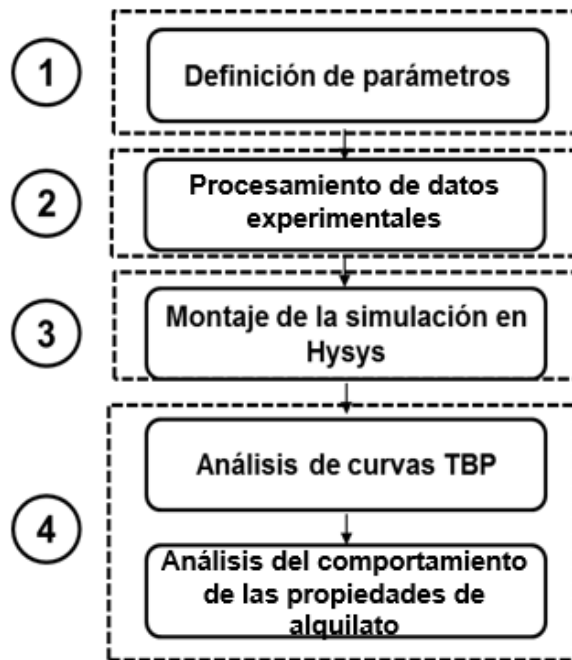 1
Definición de parámetros
2
Procesamiento de datos
experimentales
3
Montaje de la simulación en
Hysys
4
Análisis de curvas TBP
Análisis del comportamiento
de las propiedades de
alquilato